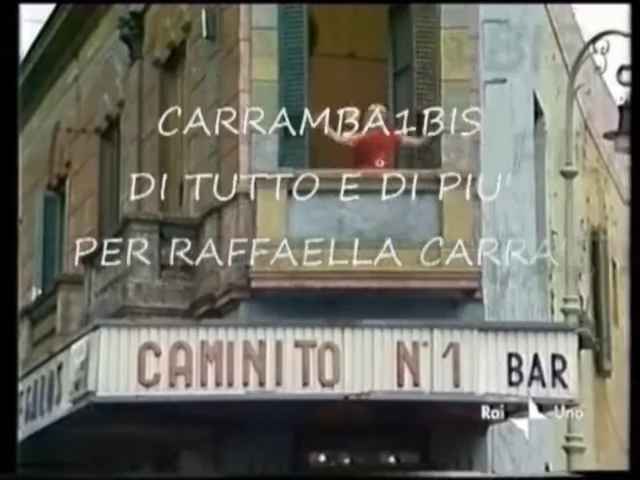 CARRAMBA1BIS
DI TUTTO E DI PIU'
PER RAFFAELLA CARRA'
CAMINITO N°1 BAR
Rai Uno